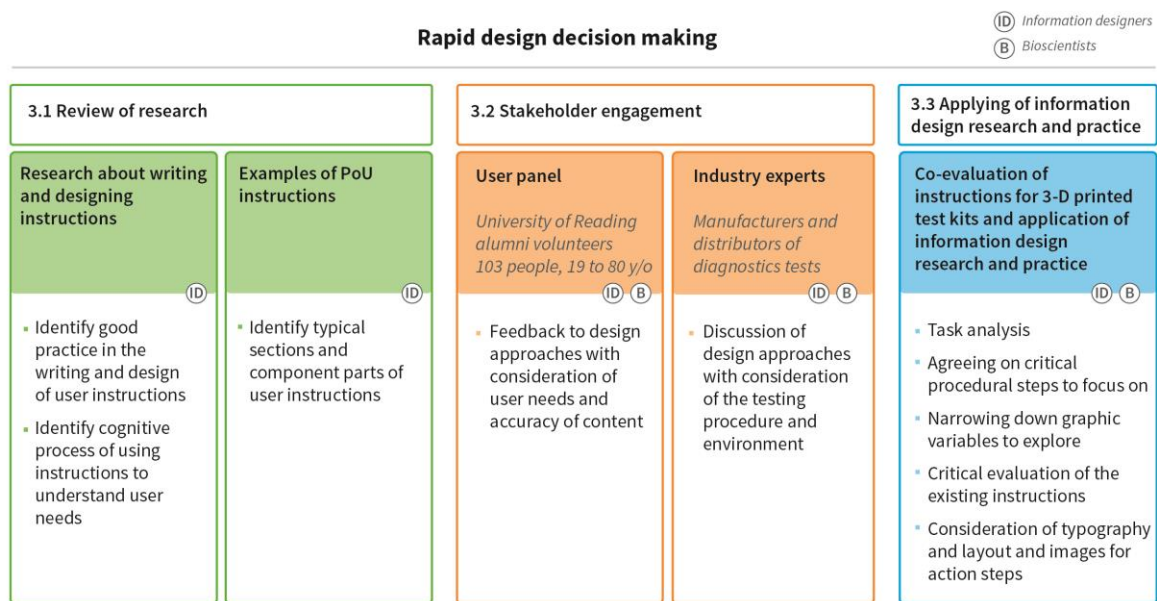 Rapid design decision making
ID Information designers
B Bioscientists
3.1 Review of research
Research about writing
and designing
instructions
ID
▪ Identify good
practice in the
writing and design
of user instructions
▪ Identify cognitive
process of using
instructions to
understand user
needs
Examples of PoU
instructions
ID
▪ Identify typical
sections and
component parts of
user instructions
3.2 Stakeholder engagement
User panel
University of Reading
alumni volunteers
103 people, 19 to 80 y/o
ID B
▪ Feedback to design
approaches with
consideration of
user needs and
accuracy of content
Industry experts
Manufacturers and
distributors of
diagnostics tests
ID B
▪ Discussion of
design approaches
with consideration
of the testing
procedure and
environment
3.3 Applying of information
design research and practice
Co-evaluation of
instructions for 3-D printed
test kits and application of
information design
research and practice
ID B
▪ Task analysis
▪ Agreeing on critical
procedural steps to focus on
▪ Narrowing down graphic
variables to explore
▪ Critical evaluation of the
existing instructions
▪ Consideration of typography
and layout and images for
action steps